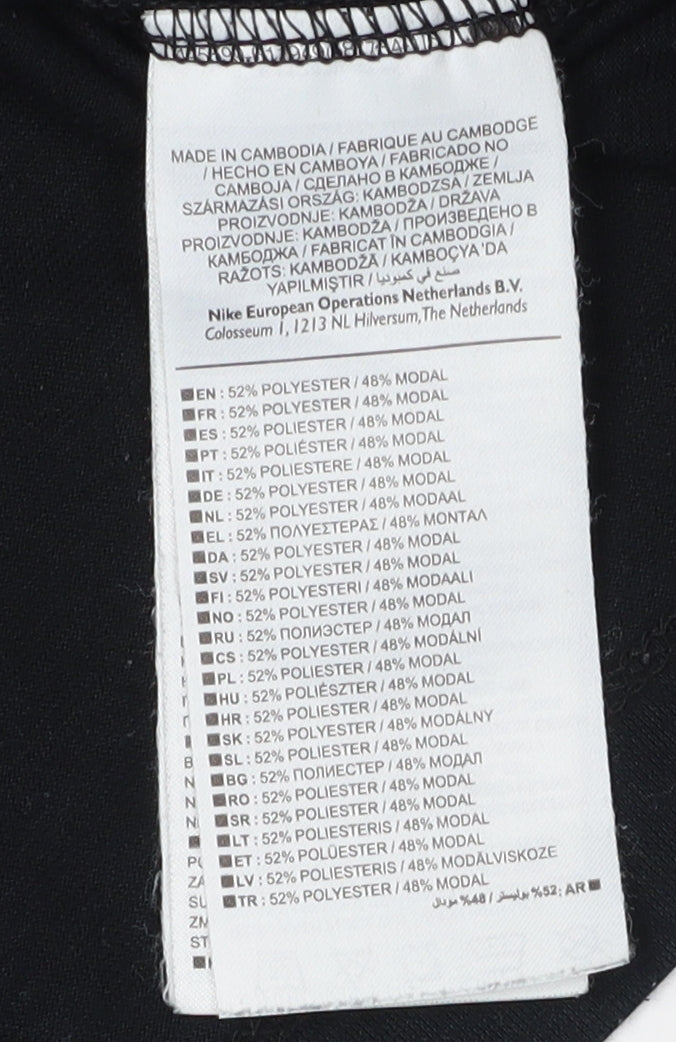 MADE IN CAMBODIA / FABRIQUE AU CAMBODGE
/ HECHO EN CAMBOYA / FABRICADO NO
CAMBOJA / СДЕЛАНО В КАМБОДЖЕ /
SZÁRMAZÁSI ORSZÁG: KAMBODZSA / ZEMLJA
PROIZVODNJE: KAMBODŽA / DRŽAVA
PROIZVODNJE: KAMBODŽA / ПРОИЗВЕДЕНО В
КАМБОДЖА / FABRICAT ÎN CAMBODGIA /
RAŽOTS: KAMBODŽĀ / KAMBOÇYA 'DA
YAPILMIŞTIR / صنع في كمبوديا
Nike European Operations Netherlands B.V.
Colosseum 1, 1213 NL Hilversum, The Netherlands
EN : 52% POLYESTER / 48% MODAL
FR : 52% POLYESTER / 48% MODAL
ES : 52% POLIESTER / 48% MODAL
PT : 52% POLIÉSTER / 48% MODAL
IT : 52% POLIESTERE / 48% MODAL
DE : 52% POLYESTER / 48% MODAL
NL : 52% POLYESTER / 48% MODAAL
EL : 52% ΠΟΛΥΕΣΤΕΡΑΣ / 48% ΜΟΝΤΑΛ
DA : 52% POLYESTER / 48% MODAL
SV : 52% POLYESTER / 48% MODAL
FI : 52% POLYESTERI / 48% MODAALI
NO : 52% POLYESTER / 48% MODAL
RU : 52% ПОЛИЭСТЕР / 48% МОДАЛ
CS : 52% POLYESTER / 48% MODÁLNÍ
PL : 52% POLIESTER / 48% MODAL
HU : 52% POLIÉSZTER / 48% MODAL
HR : 52% POLIESTER / 48% MODAL
SK : 52% POLYESTER / 48% MODÁLNY
SL : 52% POLIESTER / 48% MODAL
BG : 52% ПОЛИЕСТЕР / 48% МОДАЛ
RO : 52% POLIESTER / 48% MODAL
SR : 52% POLIESTER / 48% MODAL
LT : 52% POLIESTERIS / 48% MODAL
ET : 52% POLÜESTER / 48% MODAL
LV : 52% POLIESTERIS / 48% MODĀLVISKOZE
TR : 52% POLYESTER / 48% MODAL
AR :52% بوليستر / 48% مودال